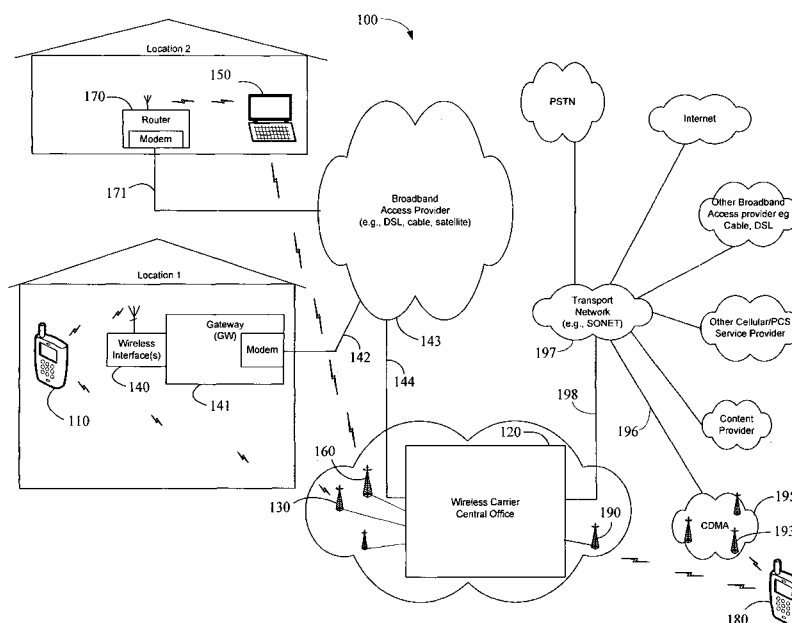 100
Location 2
150
170
Router
Modem
171
PSTN
Internet
Broadband
Access Provider
(e.g., DSL, cable, satellite)
Other Broadband
Access provider eg
Cable, DSL
Location 1
Transport
Network
(e.g., SONET)
197
Other Cellular/PCS
Service Provider
Gateway
(GW)
Wireless
Interface(s)
Modem
142
143
140
141
110
144
198
196
Content
Provider
120
160
130
Wireless Carrier
Central Office
190
195
CDMA
193
180